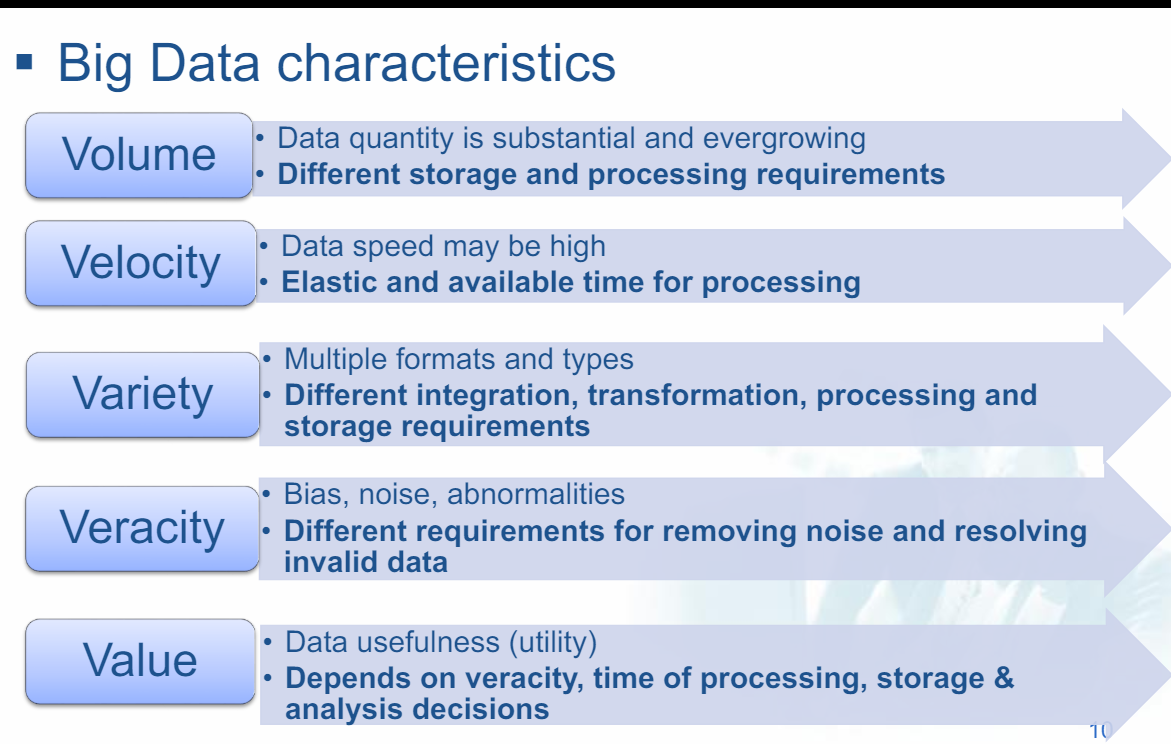 ▪ Big Data characteristics
Volume
• Data quantity is substantial and evergrowing
• Different storage and processing requirements
Velocity
• Data speed may be high
• Elastic and available time for processing
Variety
• Multiple formats and types
• Different integration, transformation, processing and
storage requirements
Veracity
• Bias, noise, abnormalities
• Different requirements for removing noise and resolving
invalid data
Value
• Data usefulness (utility)
• Depends on veracity, time of processing, storage &
analysis decisions
10